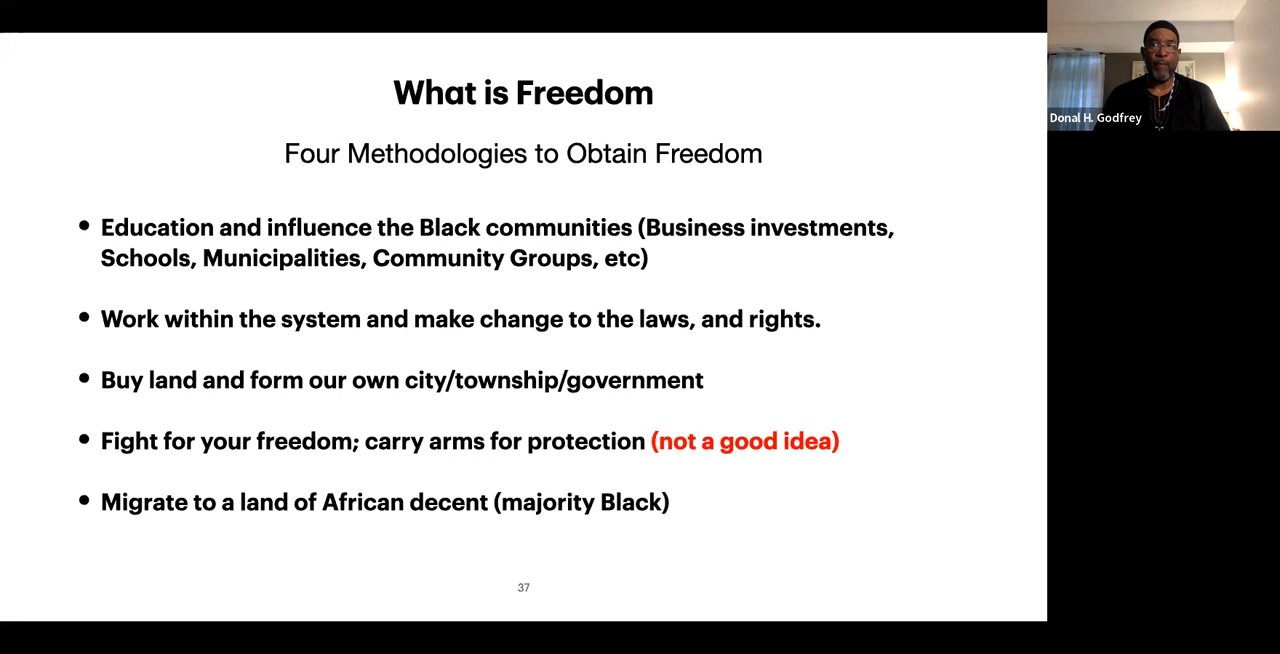 What is Freedom
Four Methodologies to Obtain Freedom
• Education and influence the Black communities (Business investments,
Schools, Municipalities, Community Groups, etc)
• Work within the system and make change to the laws, and rights.
• Buy land and form our own city/township/government
• Fight for your freedom; carry arms for protection (not a good idea)
• Migrate to a land of African decent (majority Black)
37
Donal H. Godfrey